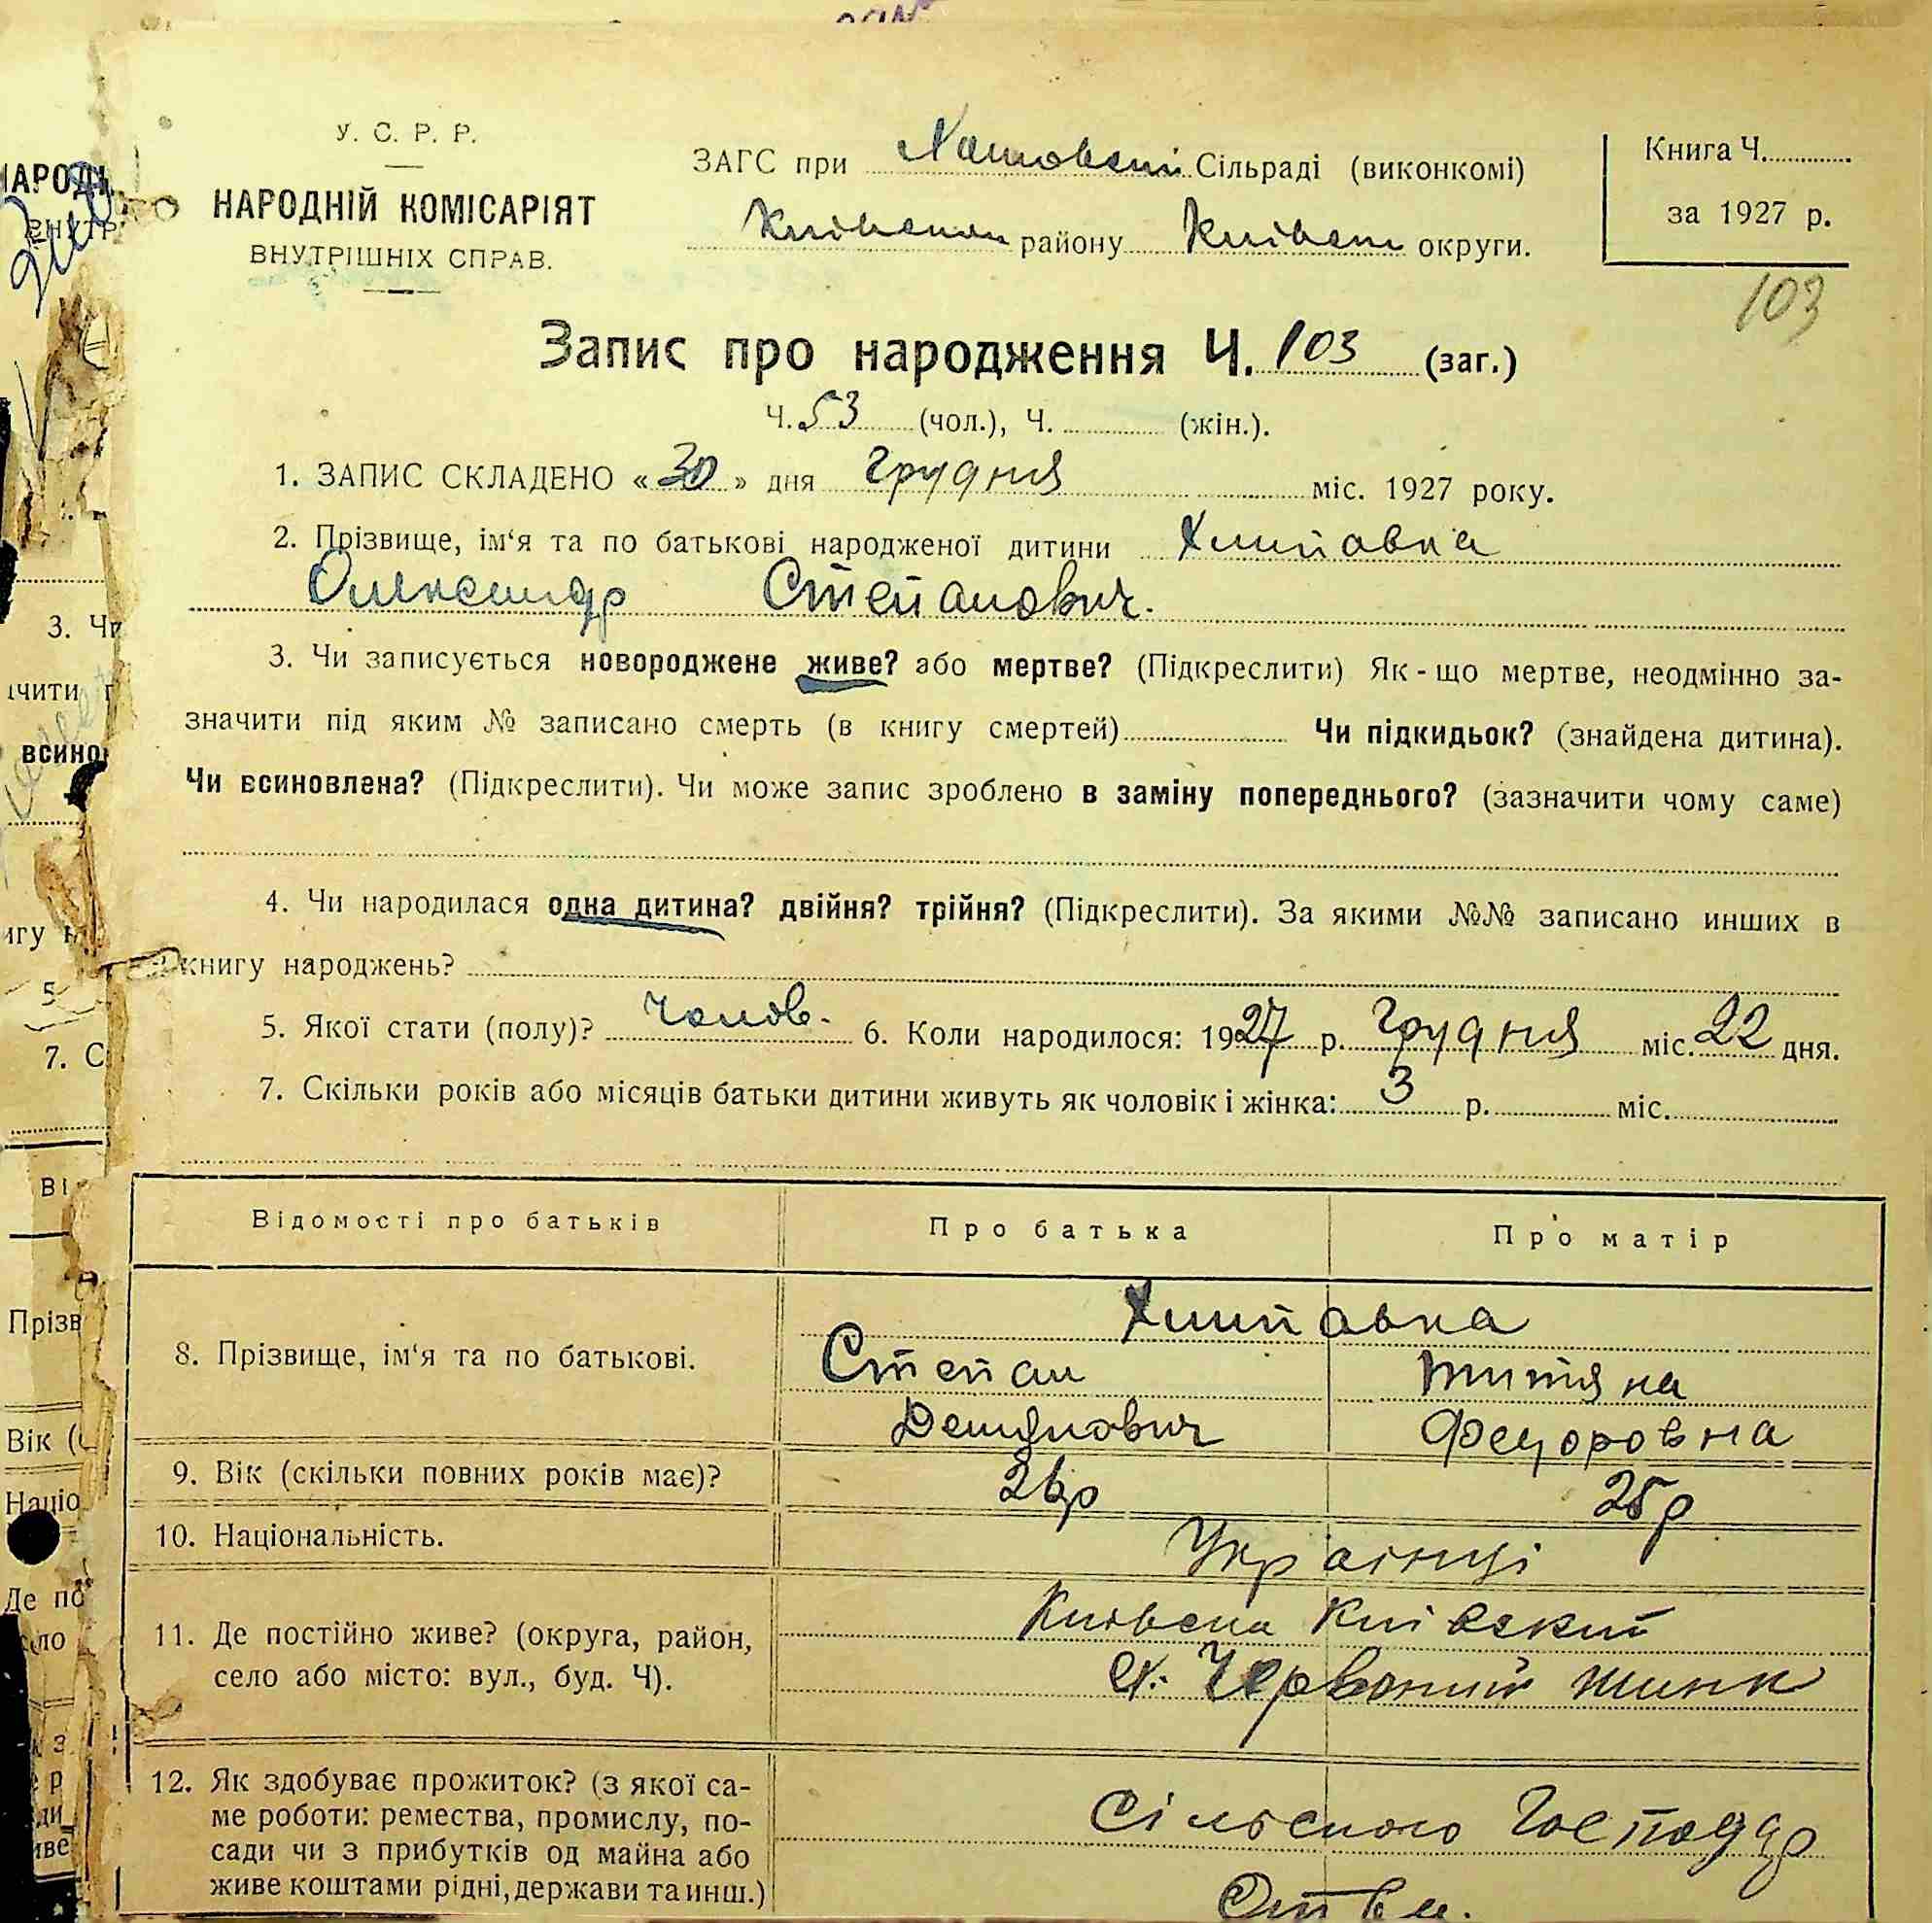 У. С. Р. Р.
НАРОДНІЙ КОМІСАРІЯТ
ВНУТРІШНІХ СПРАВ.
ЗАГС при Сільраді (виконкомі)
району округи.
Книга Ч.
за 1927 р.
103
Запис про народження Ч. 103 (заг.)
Ч. 53 (чол.), Ч. (жін.).
1. ЗАПИС СКЛАДЕНО « 30 » дня грудня міс. 1927 року.
2. Прізвище, ім‘я та по батькові народженої дитини
Олександр Степанович.
3. Чи записується новороджене живе? або мертве? (Підкреслити) Як-що мертве, неодмінно за-
значити під яким № записано смерть (в книгу смертей) Чи підкидьок? (знайдена дитина).
Чи всиновлена? (Підкреслити). Чи може запис зроблено в заміну попереднього? (зазначити чому саме)
4. Чи народилася одна дитина? двійня? трійня? (Підкреслити). За якими №№ записано инших в
книгу народжень?
5. Якої стати (полу)? чолов. 6. Коли народилося: 1927 р. грудня міс. 22 дня.
7. Скільки років або місяців батьки дитини живуть як чоловік і жінка: 3 р. міс.
Відомості про батьків Про батька Про матір
8. Прізвище, ім‘я та по батькові.
Степан
Демянович Федоровна
9. Вік (скільки повних років має)? 26р 25р
10. Національність. Українці
11. Де постійно живе? (округа, район,
село або місто: вул., буд. Ч).
Київський
х. Червоний
12. Як здобуває прожиток? (з якої са-
ме роботи: ремества, промислу, по-
сади чи з прибутків од майна або
живе коштами рідні, держави та инш.)
Сільского Господар
ства.